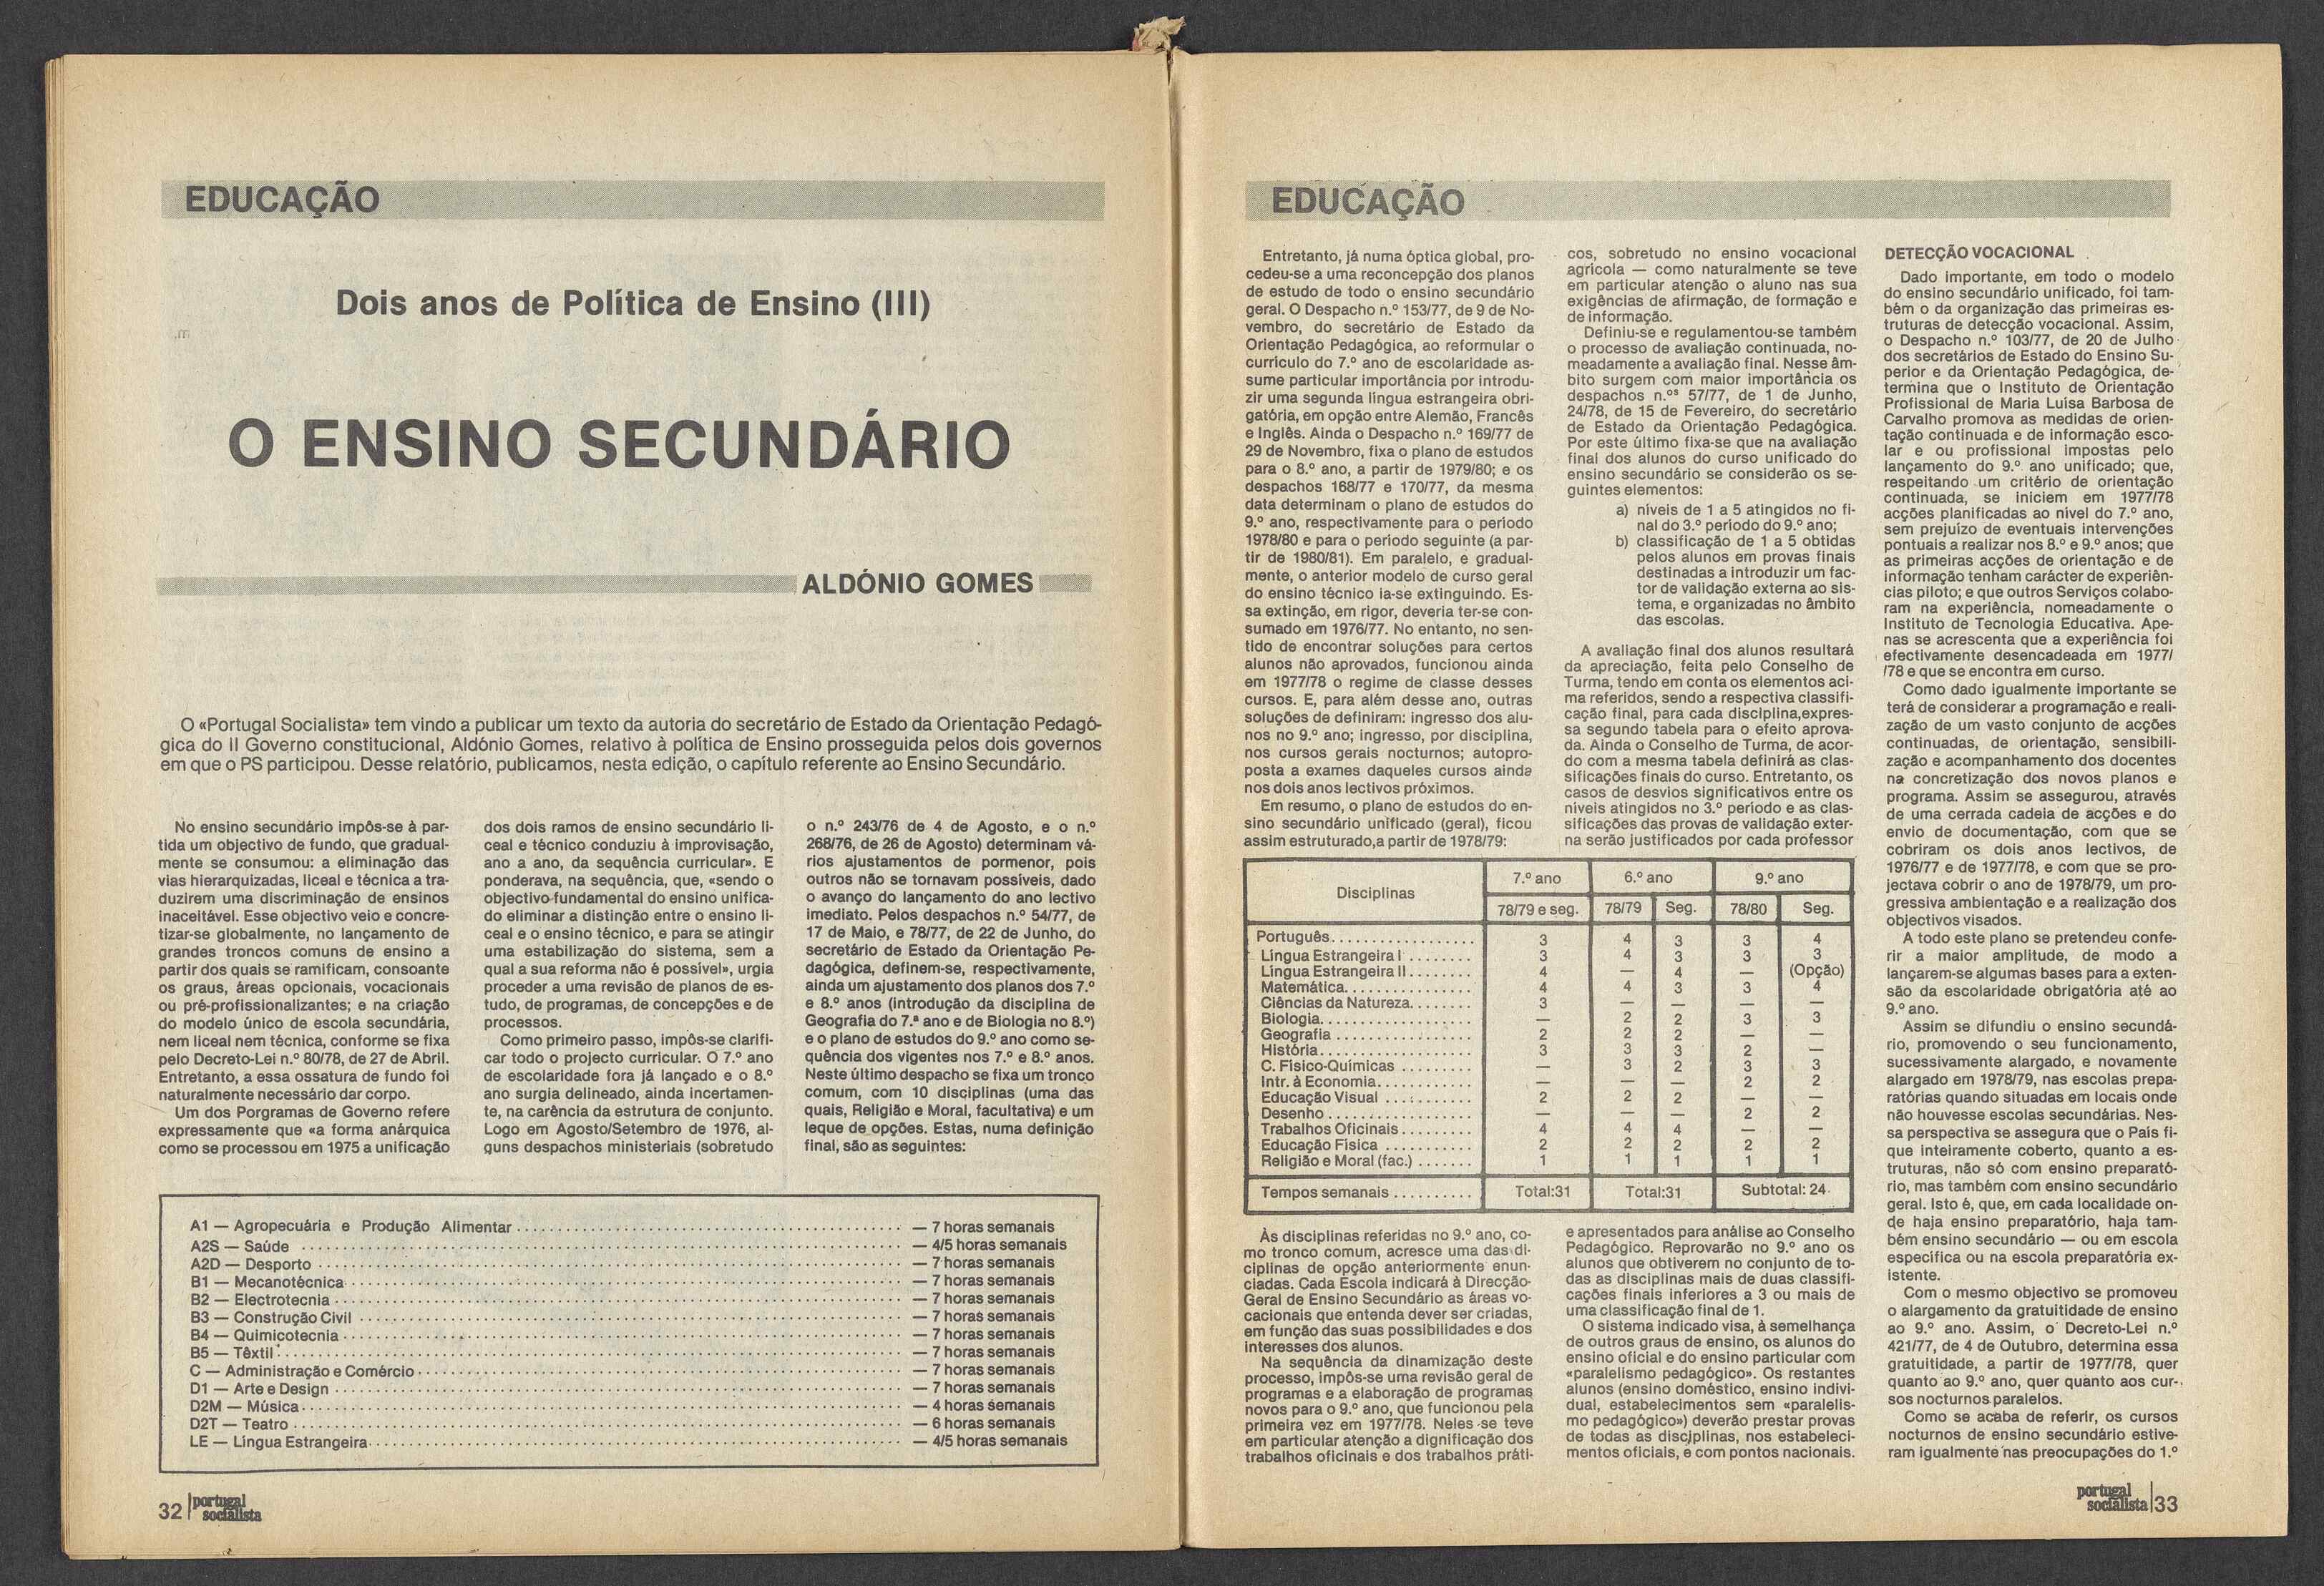 EDUCAÇÃO
Dois anos de Política de Ensino (III)
O ENSINO SECUNDÁRIO
ALDÓNIO GOMES
O «Portugal Socialista» tem vindo a publicar um texto da autoria do secretário de Estado da Orientação Pedagó-
gica do II Governo constitucional, Aldónio Gomes, relativo à política de Ensino prosseguida pelos dois governos
em que o PS participou. Desse relatório, publicamos, nesta edição, o capítulo referente ao Ensino Secundário.
No ensino secundário impôs-se à par-
tida um objectivo de fundo, que gradual-
mente se consumou: a eliminação das
vias hierarquizadas, liceal e técnica a tra-
duzirem uma discriminação de ensinos
inaceitável. Esse objectivo veio e concre-
tizar-se globalmente, no lançamento de
grandes troncos comuns de ensino a
partir dos quais se ramificam, consoante
os graus, áreas opcionais, vocacionais
ou pré-profissionalizantes; e na criação
do modelo único de escola secundária,
nem liceal nem técnica, conforme se fixa
pelo Decreto-Lei n.º 80/78, de 27 de Abril.
Entretanto, a essa ossatura de fundo foi
naturalmente necessário dar corpo.
Um dos Porgramas de Governo refere
expressamente que «a forma anárquica
como se processou em 1975 a unificação
dos dois ramos de ensino secundário li-
ceal e técnico conduziu à improvisação,
ano a ano, da sequência curricular». E
ponderava, na sequência, que, «sendo o
objectivo fundamental do ensino unifica-
do eliminar a distinção entre o ensino li-
ceal e o ensino técnico, e para se atingir
uma estabilização do sistema, sem a
qual a sua reforma não é possível», urgia
proceder a uma revisão de planos de es-
tudo, de programas, de concepções e de
processos.
Como primeiro passo, impôs-se clarifi-
car todo o projecto curricular. O 7.º ano
de escolaridade fora já lançado e o 8.º
ano surgia delineado, ainda incertamen-
te, na carência da estrutura de conjunto.
Logo em Agosto/Setembro de 1976, al-
guns despachos ministeriais (sobretudo
o n.º 243/76 de 4 de Agosto, e o n.º
268/76, de 26 de Agosto) determinam vá-
rios ajustamentos de pormenor, pois
outros não se tornavam possíveis, dado
o avanço do lançamento do ano lectivo
imediato. Pelos despachos n.º 54/77, de
17 de Maio, e 78/77, de 22 de Junho, do
secretário de Estado da Orientação Pe-
dagógica, definem-se, respectivamente,
ainda um ajustamento dos planos dos 7.º
e 8.º anos (introdução da disciplina de
Geografia do 7.ª ano e de Biologia no 8.º)
e o plano de estudos do 9.º ano como se-
quência dos vigentes nos 7.º e 8.º anos.
Neste último despacho se fixa um tronco
comum, com 10 disciplinas (uma das
quais, Religião e Moral, facultativa) e um
leque de opções. Estas, numa definição
final, são as seguintes:
A1 — Agropecuária e Produção Alimentar — 7 horas semanais
A2S — Saúde — 4/5 horas semanais
A2D — Desporto — 7 horas semanais
B1 — Mecanotécnica — 7 horas semanais
B2 — Electrotecnia — 7 horas semanais
B3 — Construção Civil — 7 horas semanais
B4 — Quimicotecnia — 7 horas semanais
B5 — Têxtil — 7 horas semanais
C — Administração e Comércio — 7 horas semanais
D1 — Arte e Design — 7 horas semanais
D2M — Música — 4 horas semanais
D2T — Teatro — 6 horas semanais
LE — Língua Estrangeira — 4/5 horas semanais
32 portugal
socialista
EDUCAÇÃO
Entretanto, já numa óptica global, pro-
cedeu-se a uma reconcepção dos planos
de estudo de todo o ensino secundário
geral. O Despacho n.º 153/77, de 9 de No-
vembro, do secretário de Estado da
Orientação Pedagógica, ao reformular o
currículo do 7.º ano de escolaridade as-
sume particular importância por introdu-
zir uma segunda língua estrangeira obri-
gatória, em opção entre Alemão, Francês
e Inglês. Ainda o Despacho n.º 169/77 de
29 de Novembro, fixa o plano de estudos
para o 8.º ano, a partir de 1979/80; e os
despachos 168/77 e 170/77, da mesma
data determinam o plano de estudos do
9.º ano, respectivamente para o período
1978/80 e para o período seguinte (a par-
tir de 1980/81). Em paralelo, e gradual-
mente, o anterior modelo de curso geral
do ensino técnico ia-se extinguindo. Es-
sa extinção, em rigor, deveria ter-se con-
sumado em 1976/77. No entanto, no sen-
tido de encontrar soluções para certos
alunos não aprovados, funcionou ainda
em 1977/78 o regime de classe desses
cursos. E, para além desse ano, outras
soluções de definiram: ingresso dos alu-
nos no 9.º ano; ingresso, por disciplina,
nos cursos gerais nocturnos; autopro-
posta a exames daqueles cursos ainda
nos dois anos lectivos próximos.
Em resumo, o plano de estudos do en-
sino secundário unificado (geral), ficou
assim estruturado,a partir de 1978/79:
cos, sobretudo no ensino vocacional
agrícola — como naturalmente se teve
em particular atenção o aluno nas sua
exigências de afirmação, de formação e
de informação.
Definiu-se e regulamentou-se também
o processo de avaliação continuada, no-
meadamente a avaliação final. Nesse âm-
bito surgem com maior importância os
despachos n.ºs 57/77, de 1 de Junho,
24/78, de 15 de Fevereiro, do secretário
de Estado da Orientação Pedagógica.
Por este último fixa-se que na avaliação
final dos alunos do curso unificado do
ensino secundário se considerão os se-
guintes elementos:
a) níveis de 1 a 5 atingidos no fi-
nal do 3.º período do 9.º ano;
b) classificação de 1 a 5 obtidas
pelos alunos em provas finais
destinadas a introduzir um fac-
tor de validação externa ao sis-
tema, e organizadas no âmbito
das escolas.
A avaliação final dos alunos resultará
da apreciação, feita pelo Conselho de
Turma, tendo em conta os elementos aci-
ma referidos, sendo a respectiva classifi-
cação final, para cada disciplina,expres-
sa segundo tabela para o efeito aprova-
da. Ainda o Conselho de Turma, de acor-
do com a mesma tabela definirá as clas-
sificações finais do curso. Entretanto, os
casos de desvios significativos entre os
níveis atingidos no 3.º período e as clas-
sificações das provas de validação exter-
na serão justificados por cada professor
Disciplinas 7.º ano 6.º ano 9.º ano
78/79 e seg. 78/79 Seg. 78/80 Seg.
Português 3 4 3 3 4
Língua Estrangeira I 3 4 3 3 3
Língua Estrangeira II 4 — 4 — (Opção)
Matemática 4 4 3 3 4
Ciências da Natureza 3 — — — —
Biologia — 2 2 3 3
Geografia 2 2 2 — —
História 3 3 3 2 —
C. Físico-Químicas — 3 2 3 3
Intr. à Economia — — — 2 2
Educação Visual 2 2 2 — —
Desenho — — — 2 2
Trabalhos Oficinais 4 4 4 — —
Educação Física 2 2 2 2 2
Religião e Moral (fac.) 1 1 1 1 1
Tempos semanais Total:31 Total:31 Subtotal: 24
Às disciplinas referidas no 9.º ano, co-
mo tronco comum, acresce uma das di-
ciplinas de opção anteriormente enun-
ciadas. Cada Escola indicará à Direcção-
Geral de Ensino Secundário as áreas vo-
cacionais que entenda dever ser criadas,
em função das suas possibilidades e dos
interesses dos alunos.
Na sequência da dinamização deste
processo, impôs-se uma revisão geral de
programas e a elaboração de programas
novos para o 9.º ano, que funcionou pela
primeira vez em 1977/78. Neles se teve
em particular atenção a dignificação dos
trabalhos oficinais e dos trabalhos práti-
e apresentados para análise ao Conselho
Pedagógico. Reprovarão no 9.º ano os
alunos que obtiverem no conjunto de to-
das as disciplinas mais de duas classifi-
cações finais inferiores a 3 ou mais de
uma classificação final de 1.
O sistema indicado visa, à semelhança
de outros graus de ensino, os alunos do
ensino oficial e do ensino particular com
«paralelismo pedagógico». Os restantes
alunos (ensino doméstico, ensino indivi-
dual, estabelecimentos sem «paralelis-
mo pedagógico») deverão prestar provas
de todas as disciplinas, nos estabeleci-
mentos oficiais, e com pontos nacionais.
DETECÇÃO VOCACIONAL
Dado importante, em todo o modelo
do ensino secundário unificado, foi tam-
bém o da organização das primeiras es-
truturas de detecção vocacional. Assim,
o Despacho n.º 103/77, de 20 de Julho
dos secretários de Estado do Ensino Su-
perior e da Orientação Pedagógica, de-
termina que o Instituto de Orientação
Profissional de Maria Luísa Barbosa de
Carvalho promova as medidas de orien-
tação continuada e de informação esco-
lar e ou profissional impostas pelo
lançamento do 9.º ano unificado; que,
respeitando um critério de orientação
continuada, se iniciem em 1977/78
acções planificadas ao nível do 7.º ano,
sem prejuízo de eventuais intervenções
pontuais a realizar nos 8.º e 9.º anos; que
as primeiras acções de orientação e de
informação tenham carácter de experiên-
cias piloto; e que outros Serviços colabo-
ram na experiência, nomeadamente o
Instituto de Tecnologia Educativa. Ape-
nas se acrescenta que a experiência foi
efectivamente desencadeada em 1977/
/78 e que se encontra em curso.
Como dado igualmente importante se
terá de considerar a programação e reali-
zação de um vasto conjunto de acções
continuadas, de orientação, sensibili-
zação e acompanhamento dos docentes
na concretização dos novos planos e
programa. Assim se assegurou, através
de uma cerrada cadeia de acções e do
envio de documentação, com que se
cobriram os dois anos lectivos, de
1976/77 e de 1977/78, e com que se pro-
jectava cobrir o ano de 1978/79, um pro-
gressiva ambientação e a realização dos
objectivos visados.
A todo este plano se pretendeu confe-
rir a maior amplitude, de modo a
lançarem-se algumas bases para a exten-
são da escolaridade obrigatória até ao
9.º ano.
Assim se difundiu o ensino secundá-
rio, promovendo o seu funcionamento,
sucessivamente alargado, e novamente
alargado em 1978/79, nas escolas prepa-
ratórias quando situadas em locais onde
não houvesse escolas secundárias. Nes-
sa perspectiva se assegura que o País fi-
que inteiramente coberto, quanto a es-
truturas, não só com ensino preparató-
rio, mas também com ensino secundário
geral. Isto é, que, em cada localidade on-
de haja ensino preparatório, haja tam-
bém ensino secundário — ou em escola
específica ou na escola preparatória ex-
istente.
Com o mesmo objectivo se promoveu
o alargamento da gratuitidade de ensino
ao 9.º ano. Assim, o Decreto-Lei n.º
421/77, de 4 de Outubro, determina essa
gratuitidade, a partir de 1977/78, quer
quanto ao 9.º ano, quer quanto aos cur-
sos nocturnos paralelos.
Como se acaba de referir, os cursos
nocturnos de ensino secundário estive-
ram igualmente nas preocupações do 1.º
portugal
socialista 33